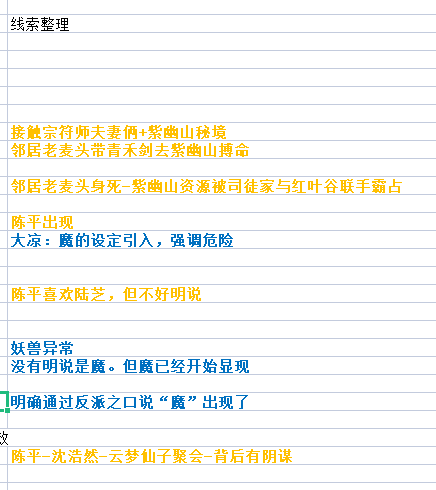 线索整理
接触宗符师夫妻俩+紫幽山秘境
邻居老麦头带青禾剑去紫幽山搏命
邻居老麦头身死-紫幽山资源被司徒家与红叶谷联手霸占
陈平出现
大凉：魔的设定引入，强调危险
陈平喜欢陆芝，但不好明说
妖兽异常
没有明说是魔。但魔已经开始显现
明确通过反派之口说“魔”出现了
陈平-沈浩然-云梦仙子聚会-背后有阴谋